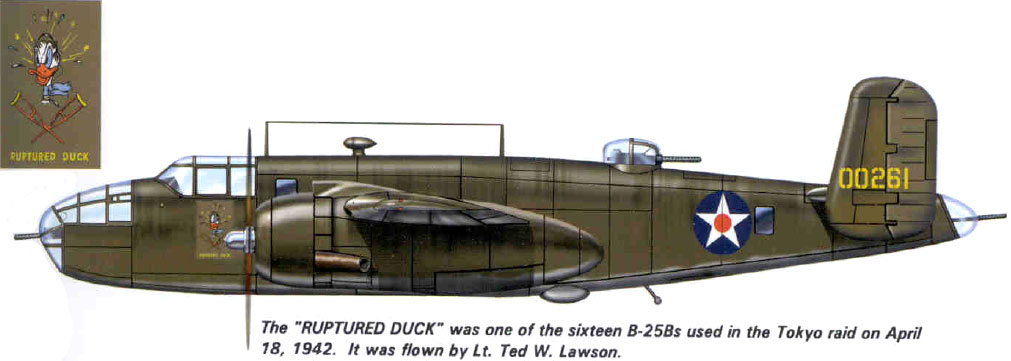 RUPTURED DUCK
00261
RUPTURED DUCK
The "RUPTURED DUCK" was one of the sixteen B-25Bs used in the Tokyo raid on April
18, 1942. It was flown by Lt. Ted W. Lawson.